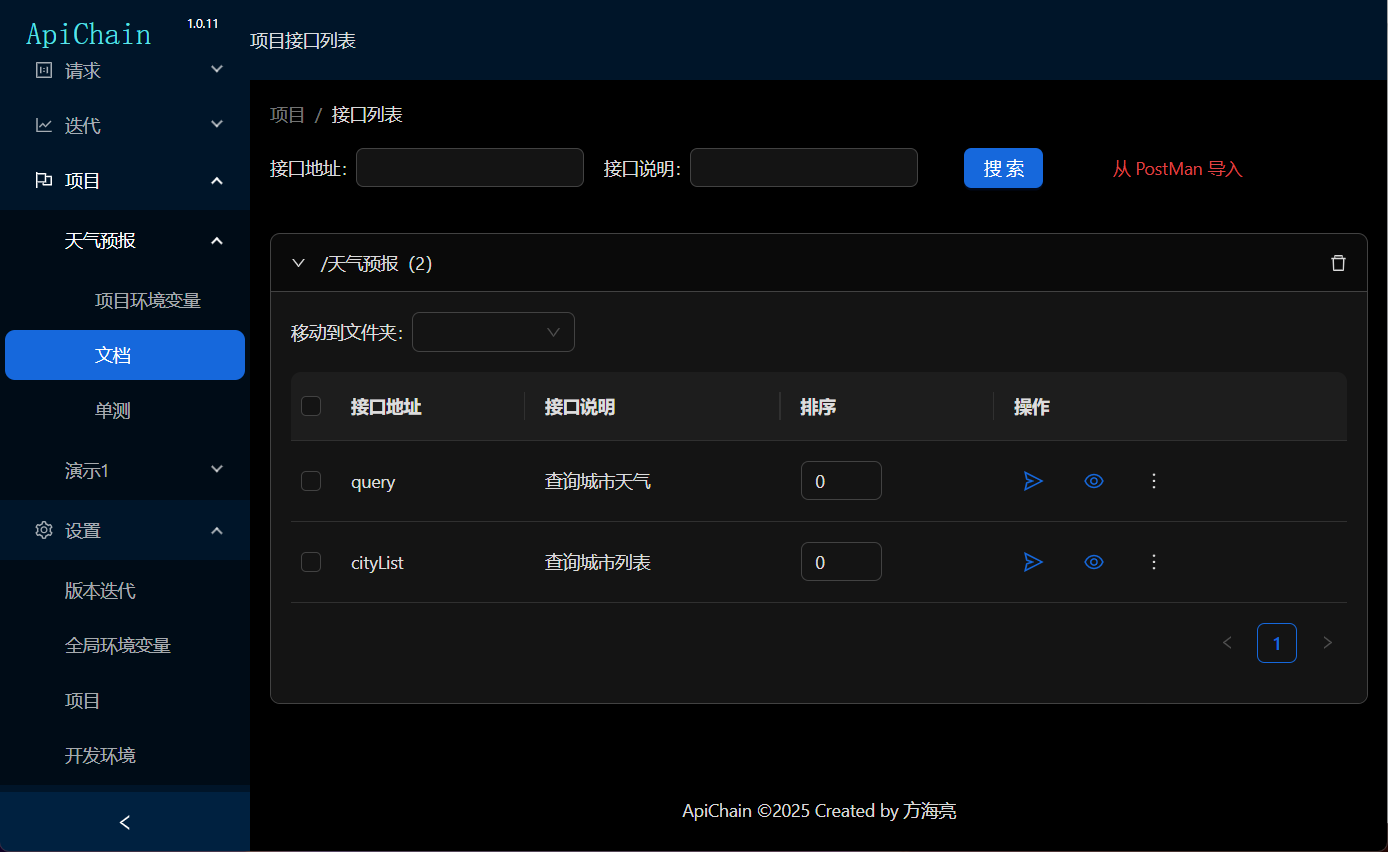 ApiChain 1.0.11
请求
迭代
项目
天气预报
项目环境变量
文档
单测
演示1
设置
版本迭代
全局环境变量
项目
开发环境
项目接口列表
项目 / 接口列表
接口地址: 接口说明: 搜 索 从 PostMan 导入
/天气预报（2）
移动到文件夹:
接口地址 接口说明 排序 操作
query 查询城市天气 0
cityList 查询城市列表 0
1
ApiChain ©2025 Created by 方海亮